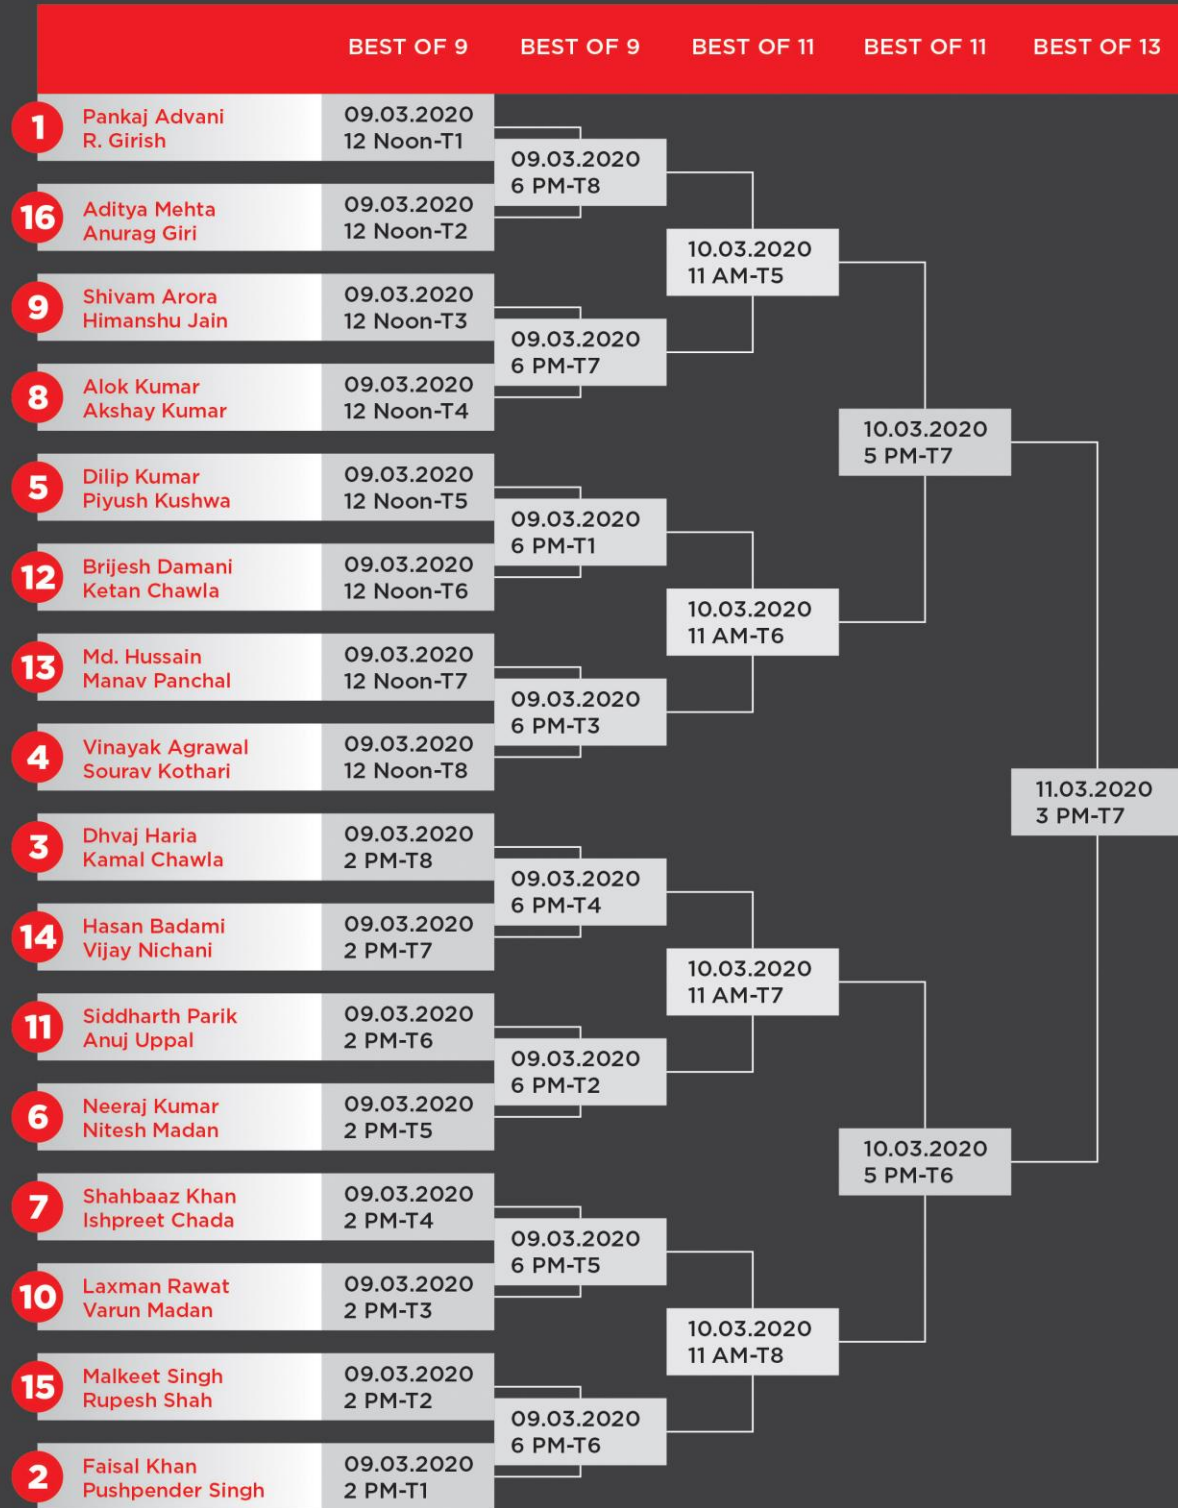 BEST OF 9 BEST OF 9 BEST OF 11 BEST OF 11 BEST OF 13
1
Pankaj Advani
R. Girish
09.03.2020
12 Noon-T1
16
Aditya Mehta
Anurag Giri
09.03.2020
12 Noon-T2
9
Shivam Arora
Himanshu Jain
09.03.2020
12 Noon-T3
8
Alok Kumar
Akshay Kumar
09.03.2020
12 Noon-T4
5
Dilip Kumar
Piyush Kushwa
09.03.2020
12 Noon-T5
12
Brijesh Damani
Ketan Chawla
09.03.2020
12 Noon-T6
13
Md. Hussain
Manav Panchal
09.03.2020
12 Noon-T7
4
Vinayak Agrawal
Sourav Kothari
09.03.2020
12 Noon-T8
3
Dhvaj Haria
Kamal Chawla
09.03.2020
2 PM-T8
14
Hasan Badami
Vijay Nichani
09.03.2020
2 PM-T7
11
Siddharth Parik
Anuj Uppal
09.03.2020
2 PM-T6
6
Neeraj Kumar
Nitesh Madan
09.03.2020
2 PM-T5
7
Shahbaaz Khan
Ishpreet Chada
09.03.2020
2 PM-T4
10
Laxman Rawat
Varun Madan
09.03.2020
2 PM-T3
15
Malkeet Singh
Rupesh Shah
09.03.2020
2 PM-T2
2
Faisal Khan
Pushpender Singh
09.03.2020
2 PM-T1
09.03.2020
6 PM-T8
09.03.2020
6 PM-T7
09.03.2020
6 PM-T1
09.03.2020
6 PM-T3
09.03.2020
6 PM-T4
09.03.2020
6 PM-T2
09.03.2020
6 PM-T5
09.03.2020
6 PM-T6
10.03.2020
11 AM-T5
10.03.2020
11 AM-T6
10.03.2020
11 AM-T7
10.03.2020
11 AM-T8
10.03.2020
5 PM-T7
10.03.2020
5 PM-T6
11.03.2020
3 PM-T7